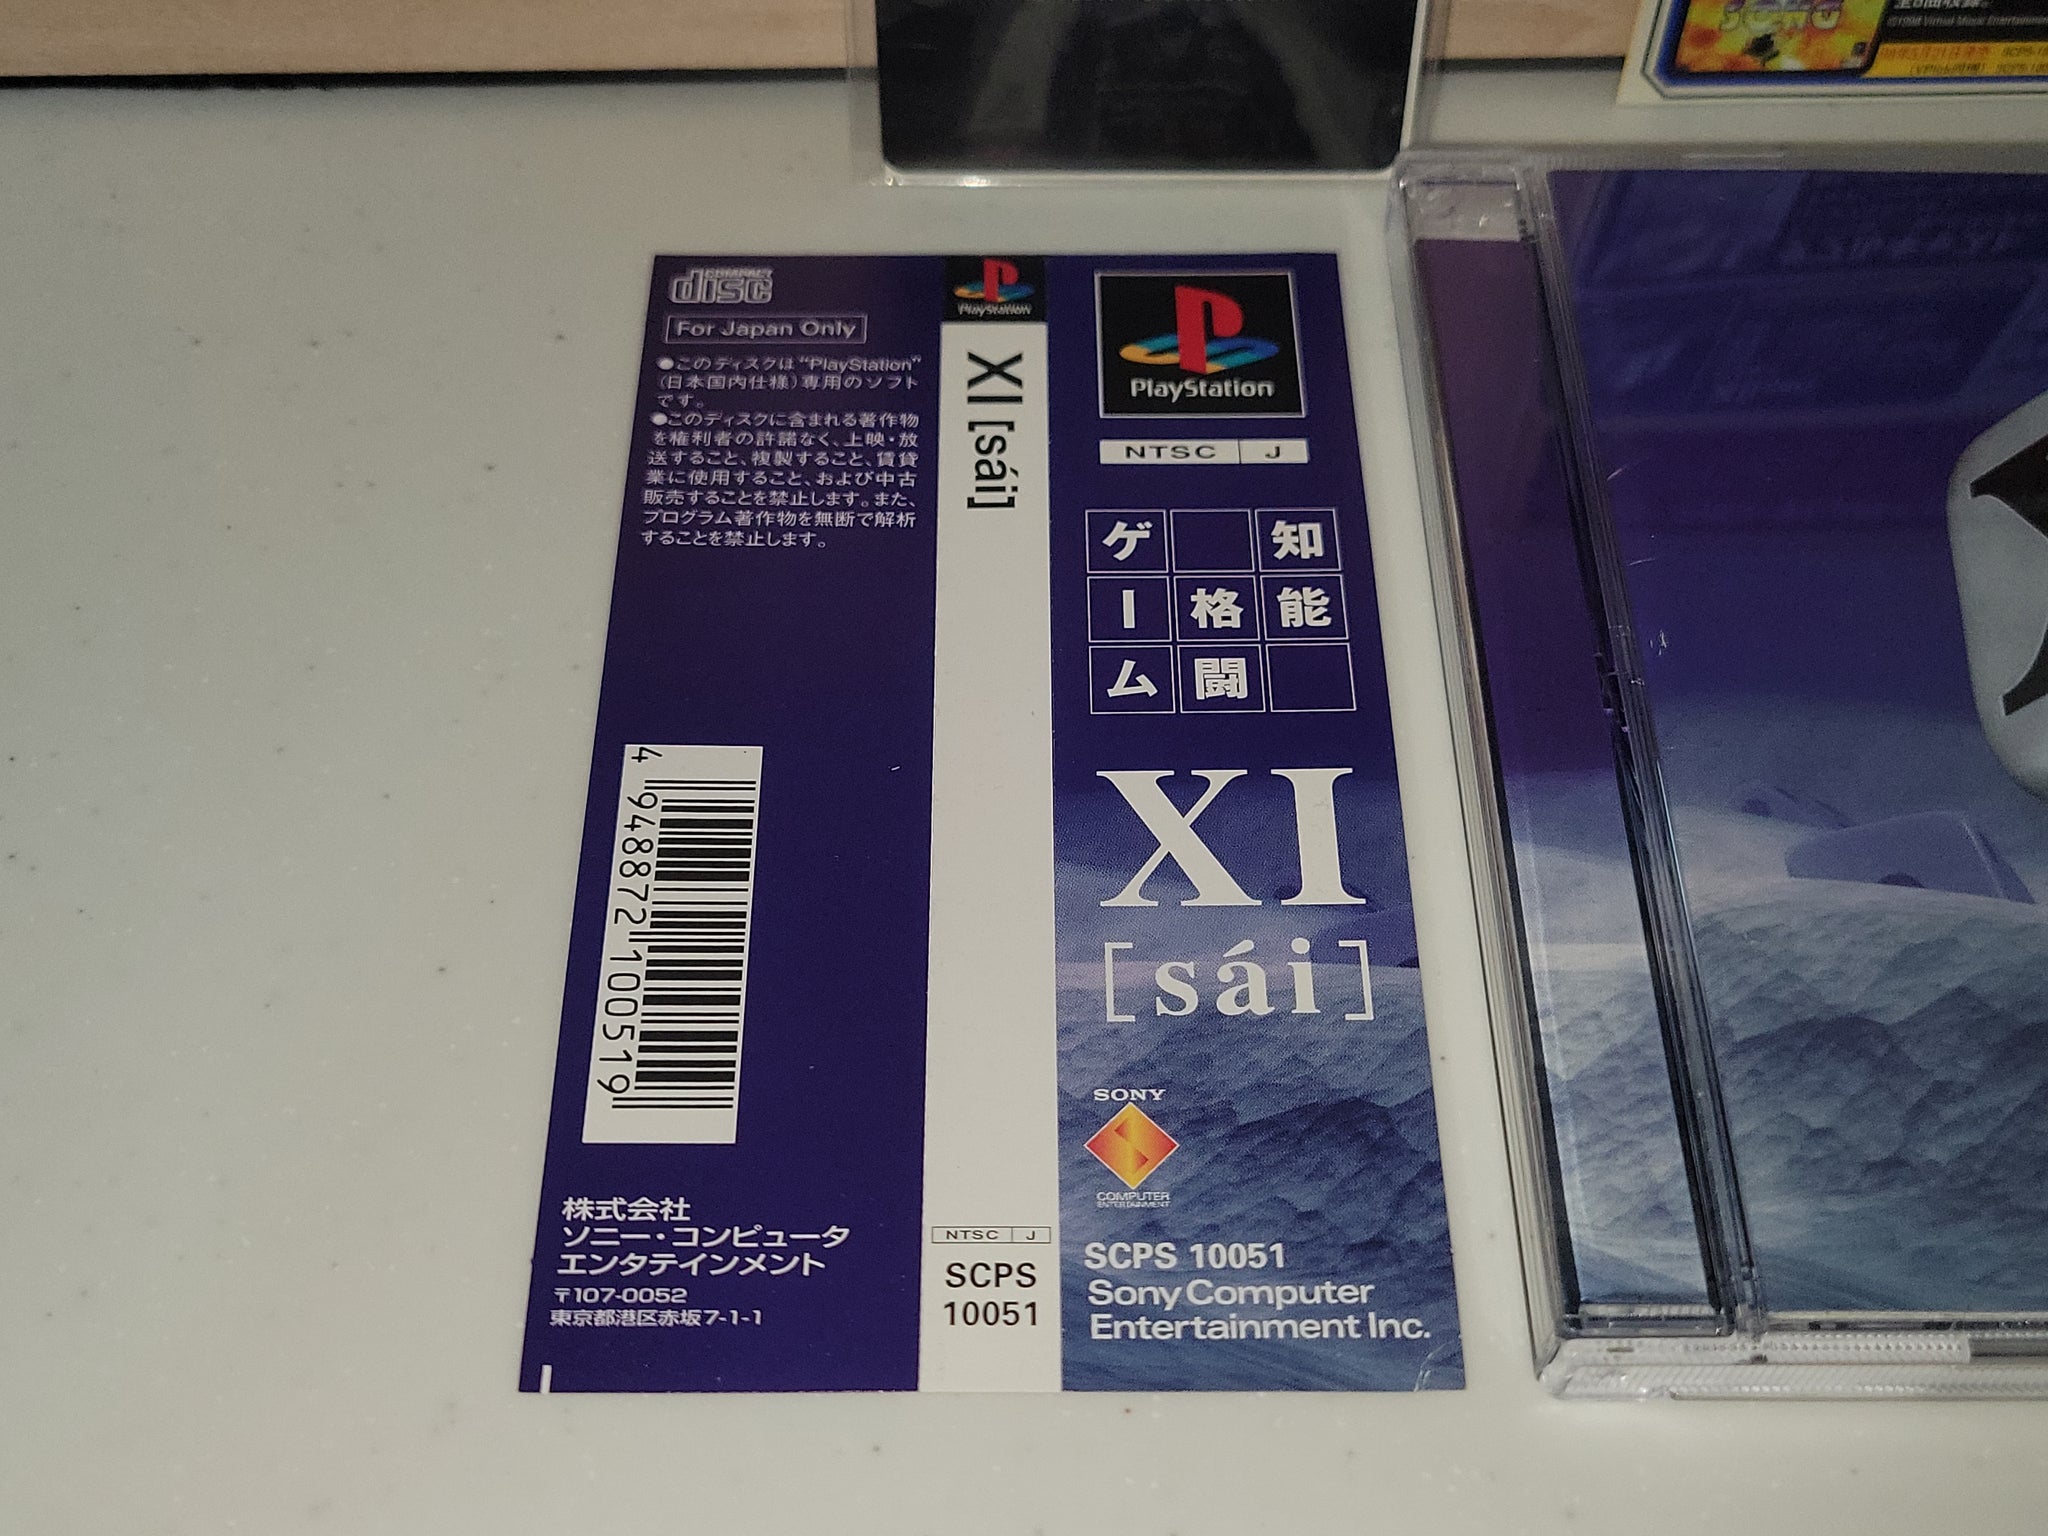 COMPACT
disc
For Japan Only
●このディスクは“PlayStation”
(日本国内仕様)専用のソフト
です。
●このディスクに含まれる著作物
を権利者の許諾なく、上映・放
送すること、複製すること、賃貸
業に使用すること、および中古
販売することを禁止します。また、
プログラム著作物を無断で解析
することを禁止します。
4 948872 100519
株式会社
ソニー・コンピュータ
エンタテインメント
〒107-0052
東京都港区赤坂7-1-1
PlayStation
XI [sái]
NTSC J
SCPS
10051
PlayStation
NTSC J
知能
格闘
ゲーム
XI
[sái]
SONY
COMPUTER
ENTERTAINMENT
SCPS 10051
Sony Computer
Entertainment Inc.
SONG
全8曲収録。